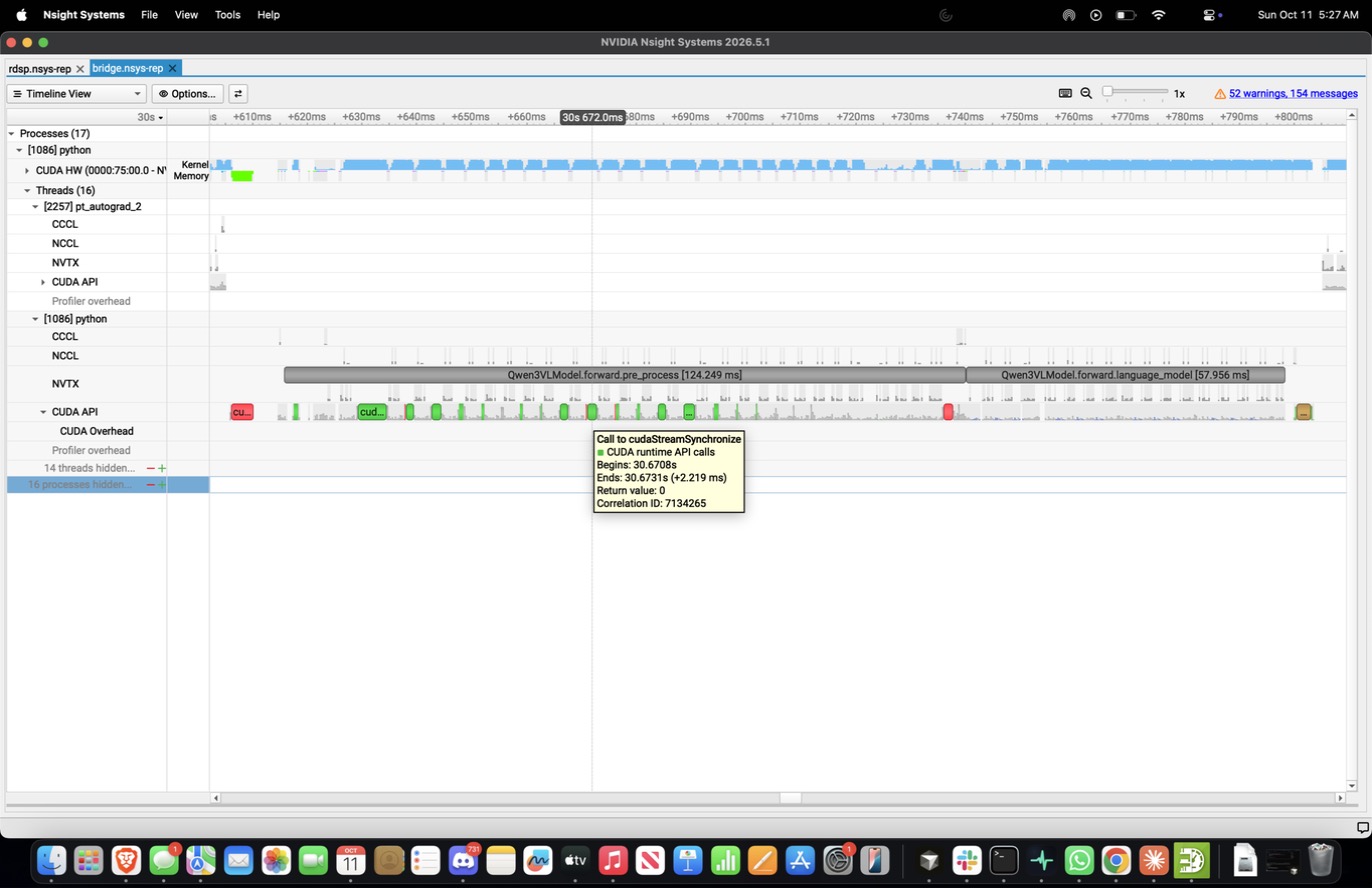 Nsight Systems File View Tools Help Sun Oct 11 5:27 AM
NVIDIA Nsight Systems 2026.5.1
rdsp.nsys-rep bridge.nsys-rep
Timeline View Options... 1x 52 warnings, 154 messages
30s +610ms +620ms +630ms +640ms +650ms +660ms 30s 672.0ms 680ms +690ms +700ms +710ms +720ms +730ms +740ms +750ms +760ms +770ms +780ms +790ms +800ms
Processes (17)
[1086] python
CUDA HW (0000:75:00.0 - NV
Kernel
Memory
Threads (16)
[2257] pt_autograd_2
CCCL
NCCL
NVTX
CUDA API
Profiler overhead
[1086] python
CCCL
NCCL
NVTX
Qwen3VLModel.forward.pre_process [124.249 ms] Qwen3VLModel.forward.language_model [57.956 ms]
CUDA API cu... cud... ... ...
CUDA Overhead
Profiler overhead
14 threads hidden...
16 processes hidden...
Call to cudaStreamSynchronize
CUDA runtime API calls
Begins: 30.6708s
Ends: 30.6731s (+2.219 ms)
Return value: 0
Correlation ID: 7134265
1 OCT 11 731 tv 1